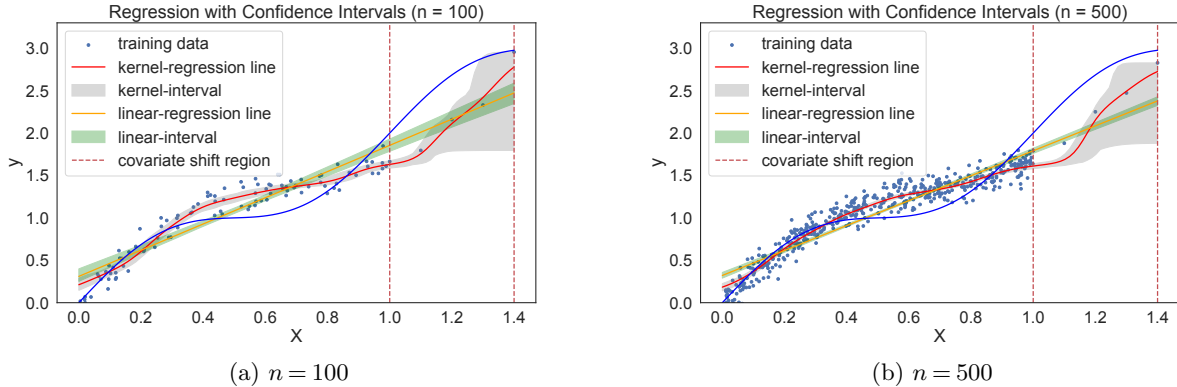 Regression with Confidence Intervals (n = 100)
training data
kernel-regression line
kernel-interval
linear-regression line
linear-interval
covariate shift region
y
3.0
2.5
2.0
1.5
1.0
0.5
0.0
0.0 0.2 0.4 0.6 0.8 1.0 1.2 1.4
X
(a) n = 100
Regression with Confidence Intervals (n = 500)
training data
kernel-regression line
kernel-interval
linear-regression line
linear-interval
covariate shift region
y
3.0
2.5
2.0
1.5
1.0
0.5
0.0
0.0 0.2 0.4 0.6 0.8 1.0 1.2 1.4
X
(b) n = 500